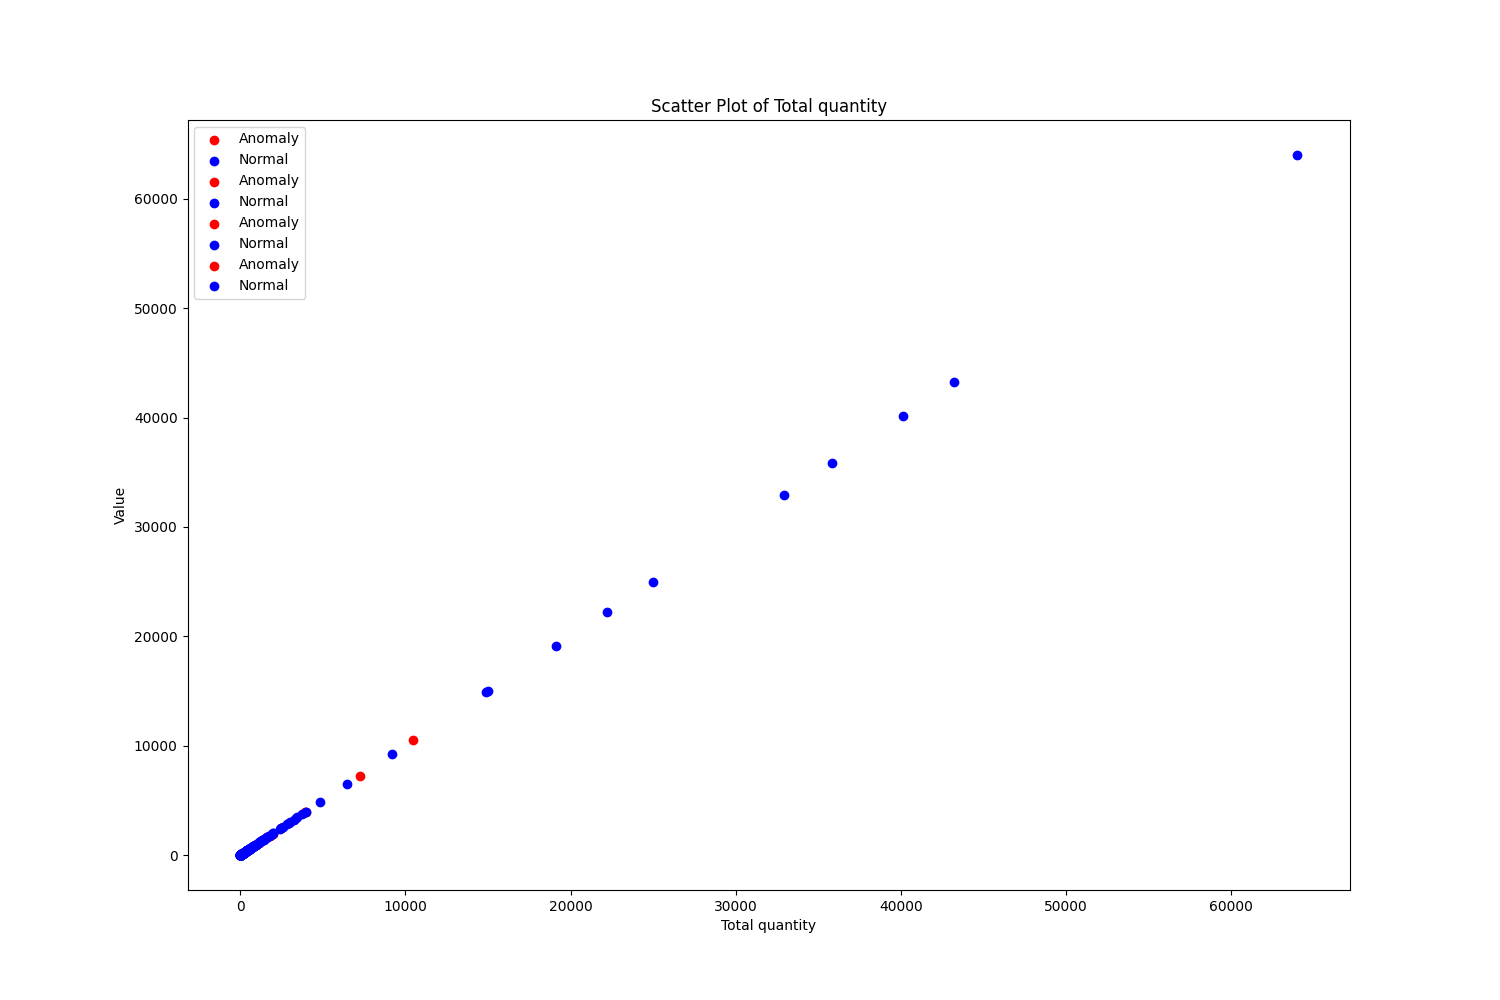 Scatter Plot of Total quantity
Anomaly
Normal
Anomaly
Normal
Anomaly
Normal
Anomaly
Normal
60000
50000
40000
30000
20000
10000
0
Value
0 10000 20000 30000 40000 50000 60000
Total quantity